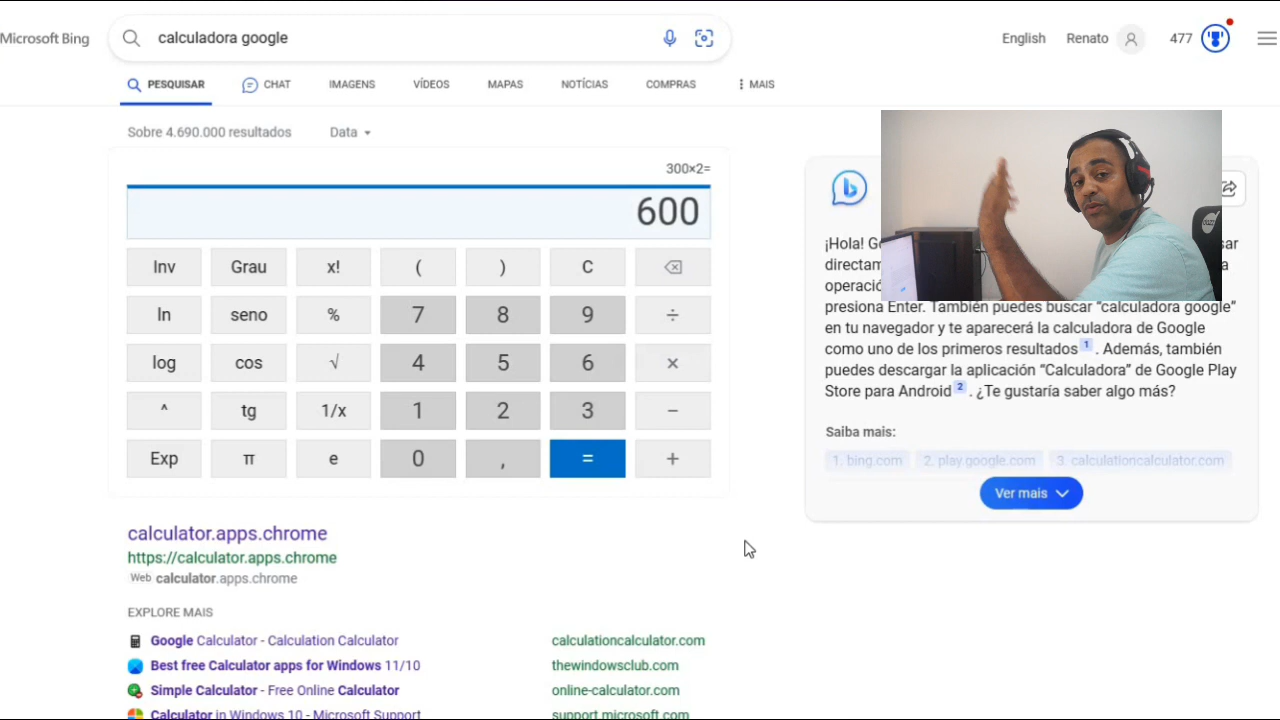 Microsoft Bing
calculadora google
English
Renato
477
PESQUISAR
CHAT
IMAGENS
VÍDEOS
MAPAS
NOTÍCIAS
COMPRAS
MAIS
Sobre 4.690.000 resultados
Data
300×2=
600
Inv Grau x! ( ) C
ln seno % 7 8 9 ÷
log cos √ 4 5 6 ×
^ tg 1/x 1 2 3 −
Exp π e 0 , = +
calculator.apps.chrome
https://calculator.apps.chrome
Web calculator.apps.chrome
EXPLORE MAIS
Google Calculator - Calculation Calculator
calculationcalculator.com
Best free Calculator apps for Windows 11/10
thewindowsclub.com
Simple Calculator - Free Online Calculator
online-calculator.com
Calculator in Windows 10 - Microsoft Support
support.microsoft.com
¡Hola!
operació
presiona Enter. También puedes buscar “calculadora google”
en tu navegador y te aparecerá la calculadora de Google
como uno de los primeros resultados 1 . Además, también
puedes descargar la aplicación “Calculadora” de Google Play
Store para Android 2 . ¿Te gustaría saber algo más?
Saiba mais:
1. bing.com
2. play.google.com
3. calculationcalculator.com
Ver mais